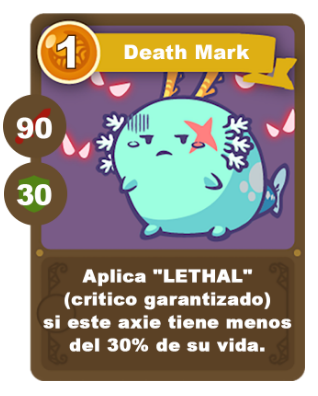 1
Death Mark
90
30
Aplica "LETHAL"
(critico garantizado)
si este axie tiene menos
del 30% de su vida.